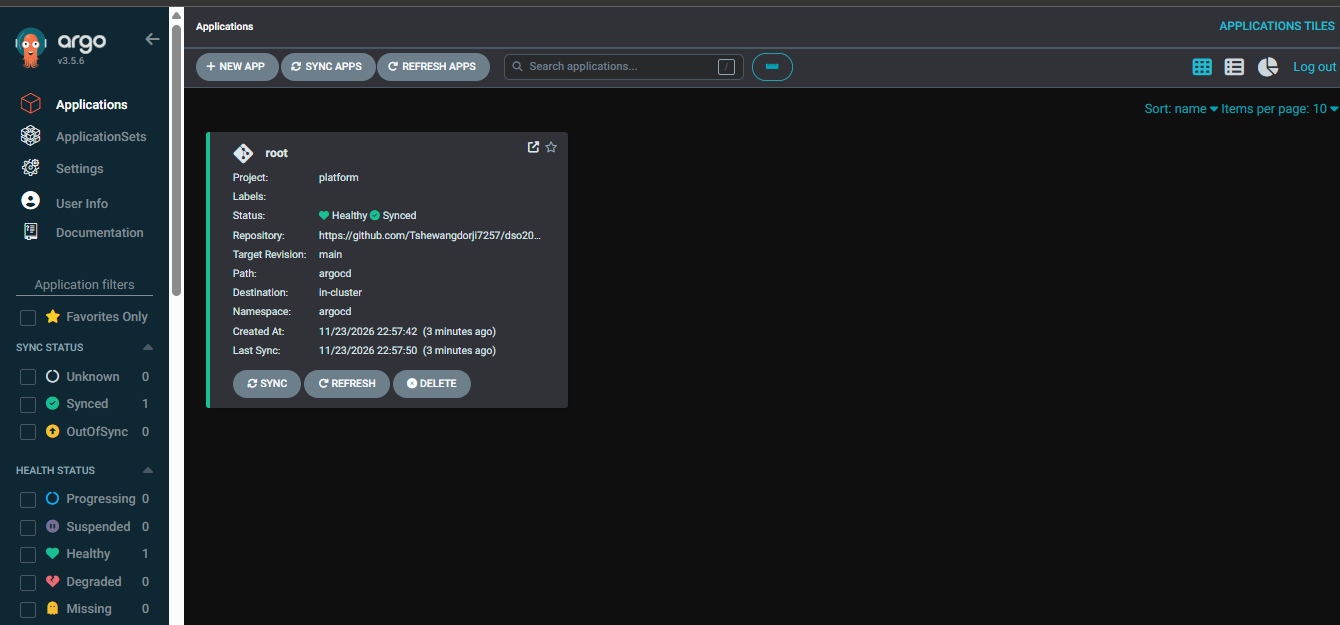 argo
v3.5.6
Applications
ApplicationSets
Settings
User Info
Documentation
Application filters
Favorites Only
SYNC STATUS
Unknown 0
Synced 1
OutOfSync 0
HEALTH STATUS
Progressing 0
Suspended 0
Healthy 1
Degraded 0
Missing 0
Applications
APPLICATIONS TILES
+ NEW APP
SYNC APPS
REFRESH APPS
Search applications...
/
Log out
Sort: name
Items per page: 10
root
Project: platform
Labels:
Status: Healthy Synced
Repository: https://github.com/Tshewangdorji7257/dso20...
Target Revision: main
Path: argocd
Destination: in-cluster
Namespace: argocd
Created At: 11/23/2026 22:57:42 (3 minutes ago)
Last Sync: 11/23/2026 22:57:50 (3 minutes ago)
SYNC
REFRESH
DELETE